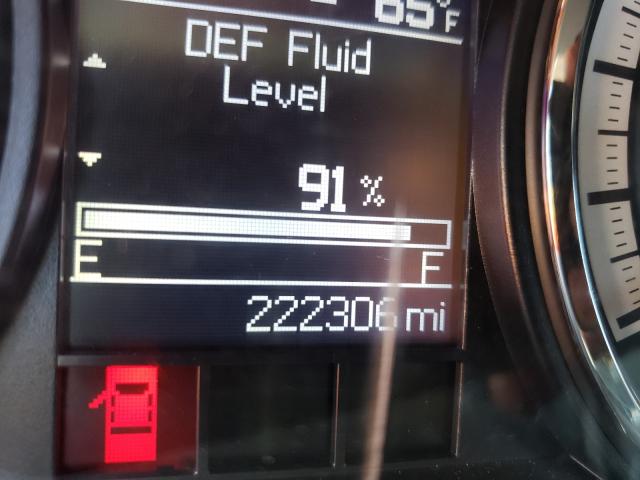 65°F
DEF Fluid
Level
91 %
E F
222306 mi